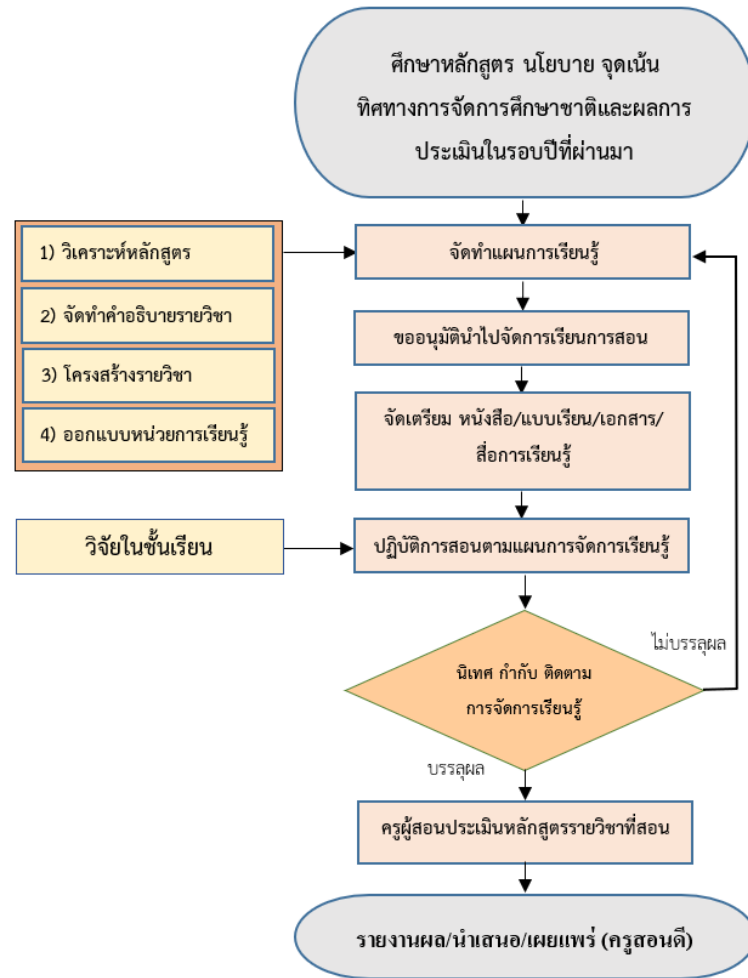 ศึกษาหลักสูตร นโยบาย จุดเน้น
ทิศทางการจัดการศึกษาชาติและผลการ
ประเมินในรอบปีที่ผ่านมา
1) วิเคราะห์หลักสูตร
จัดทำแผนการเรียนรู้
2) จัดทำคำอธิบายรายวิชา
ขออนุมัตินำไปจัดการเรียนการสอน
3) โครงสร้างรายวิชา
4) ออกแบบหน่วยการเรียนรู้
จัดเตรียม หนังสือ/แบบเรียน/เอกสาร/
สื่อการเรียนรู้
วิจัยในชั้นเรียน
ปฏิบัติการสอนตามแผนการจัดการเรียนรู้
ไม่บรรลุผล
นิเทศ กำกับ ติดตาม
การจัดการเรียนรู้
บรรลุผล
ครูผู้สอนประเมินหลักสูตรรายวิชาที่สอน
รายงานผล/นำเสนอ/เผยแพร่ (ครูสอนดี)